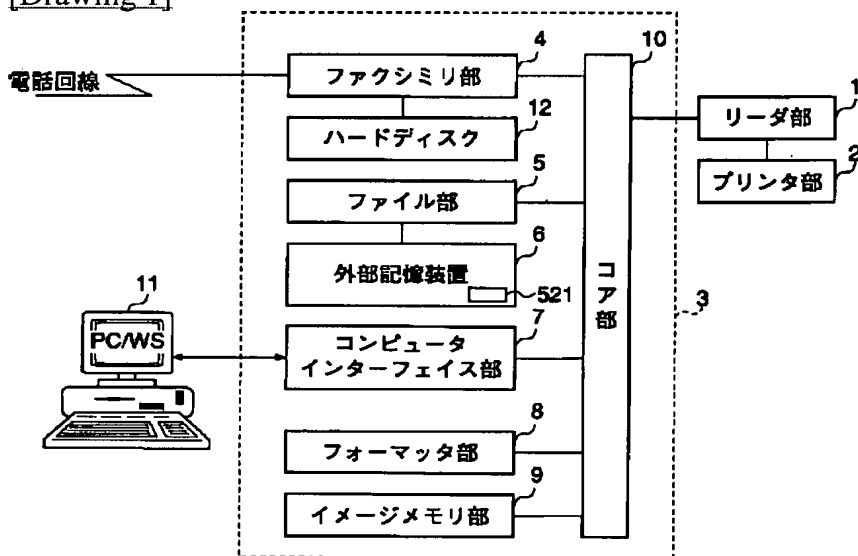 [Drawing 1]
電話回線
4
ファクシミリ部
12
ハードディスク
5
ファイル部
6
外部記憶装置
521
7
コンピュータ
インターフェイス部
8
フォーマッタ部
9
イメージメモリ部
10
コア部
1
リーダ部
2
プリンタ部
3
11
PC/WS